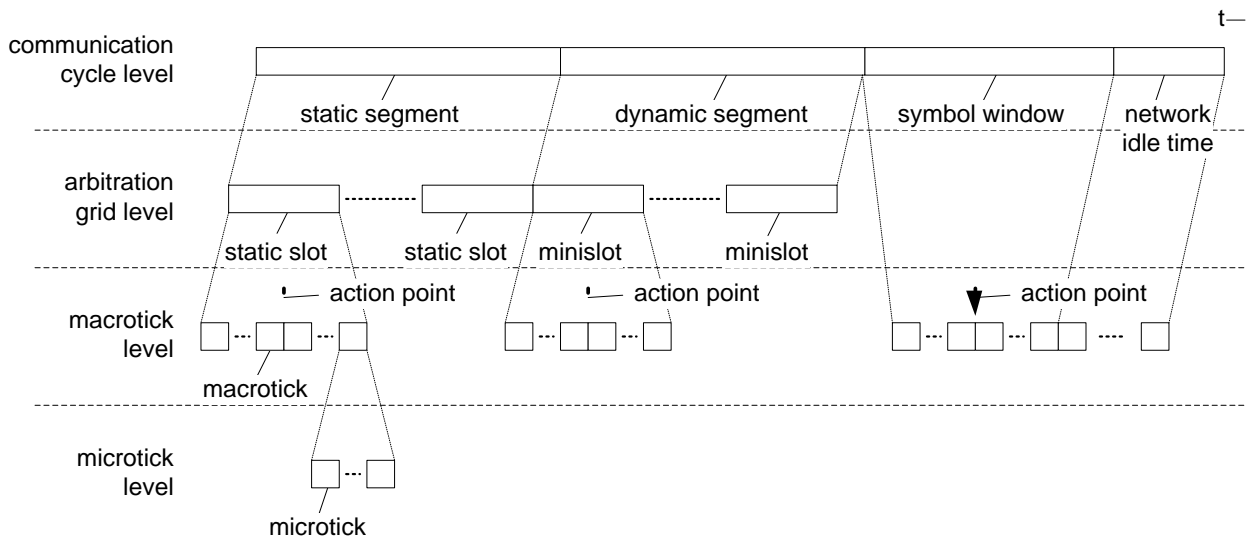 t
communication
cycle level
static segment
dynamic segment
symbol window
network
idle time
arbitration
grid level
static slot
static slot
minislot
minislot
action point
action point
action point
macrotick
level
macrotick
microtick
level
microtick